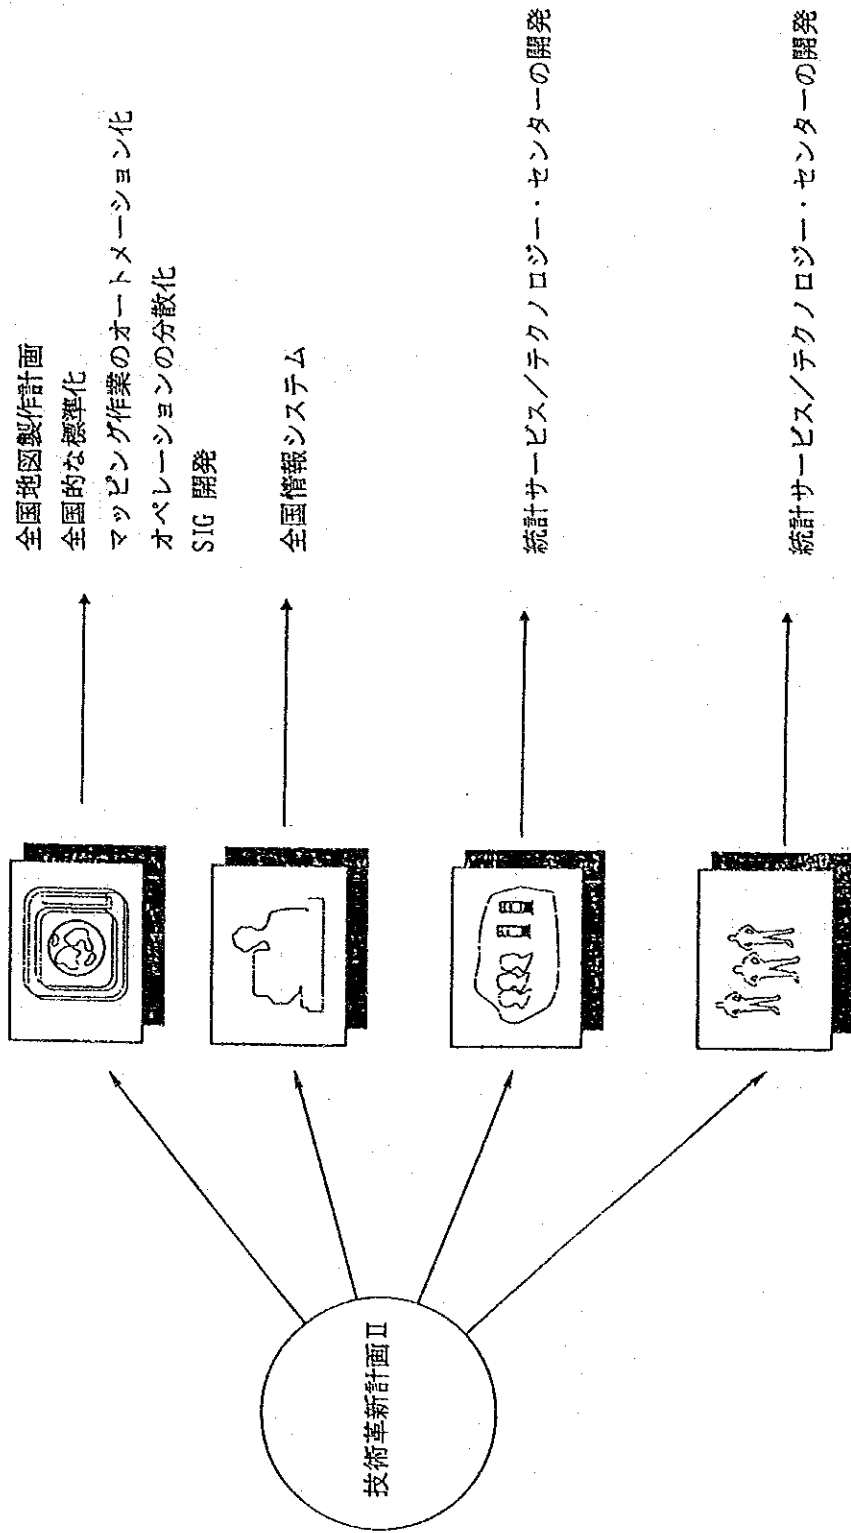 技術革新計画Ⅱ
全国地図製作計画
全国的な標準化
マッピング作業のオートメーション化
オペレーションの分散化
SIG 開発
全国情報システム
統計サービス/テクノロジー・センターの開発
統計サービス/テクノロジー・センターの開発